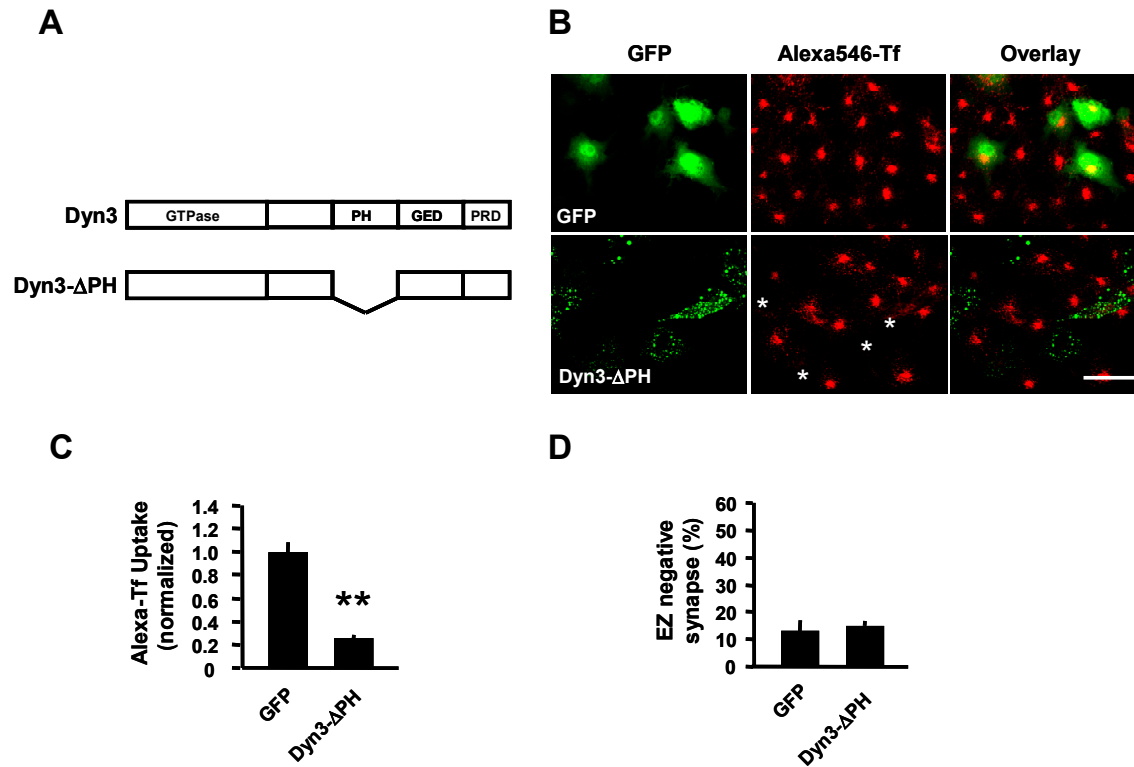 A
Dyn3 GTPase PH GED PRD
Dyn3-ΔPH
B
GFP Alexa546-Tf Overlay
GFP
Dyn3-ΔPH
* * * *
C
Alexa-Tf Uptake
(normalized)
1.4
1.2
1.0
0.8
0.6
0.4
0.2
0
**
GFP
Dyn3-ΔPH
D
EZ negative
synapse (%)
60
50
40
30
20
10
0
GFP
Dyn3-ΔPH